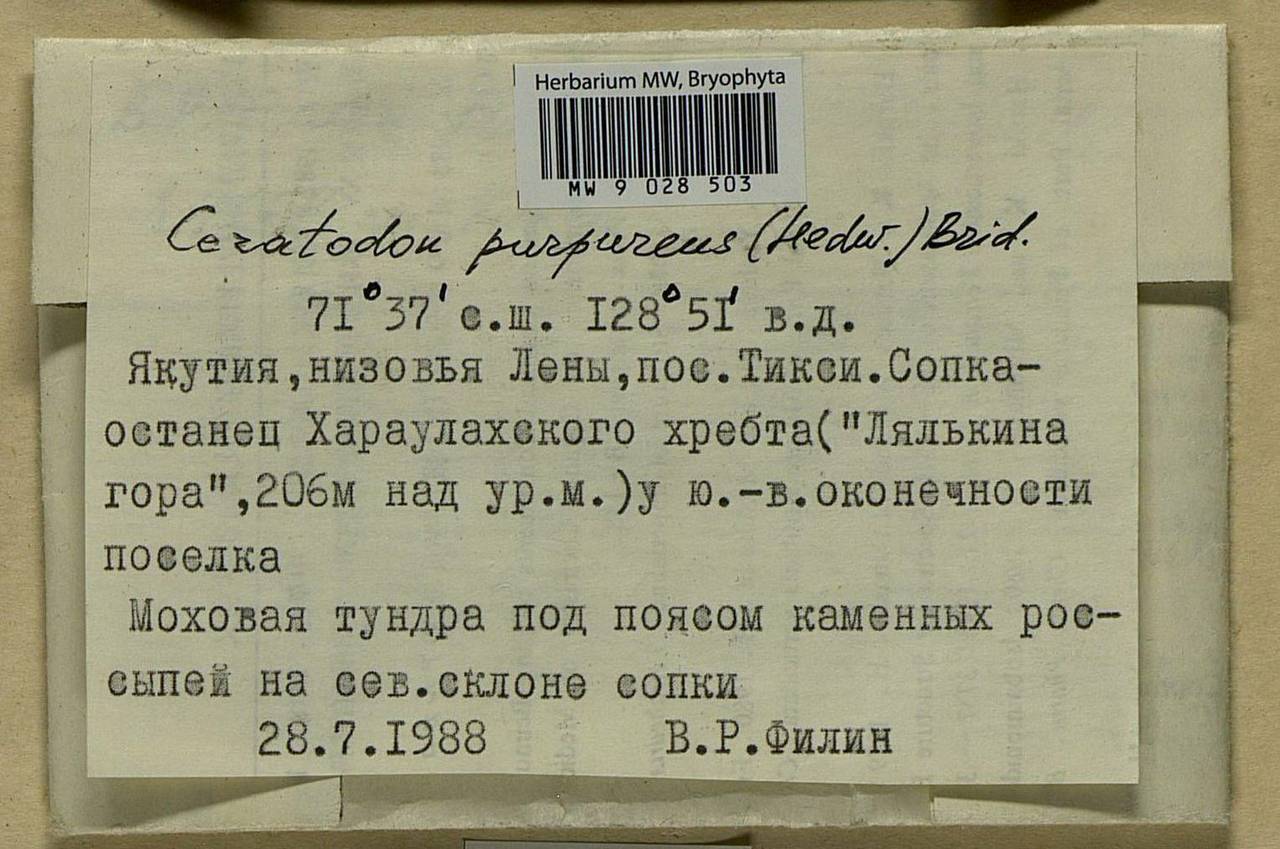 Herbarium MW, Bryophyta
MW 9 028 503
Ceratodon purpureus (Hedw.) Brid.
71°37' с.ш. 128°51' в.д.
Якутия,низовья Лены,пос.Тикси.Сопка-
останец Хараулахского хребта("Лялькина
гора",206м над ур.м.)у ю.-в.оконечности
поселка
Моховая тундра под поясом каменных рос-
сыпей на сев.склоне сопки
28.7.1988 В.Р.Филин